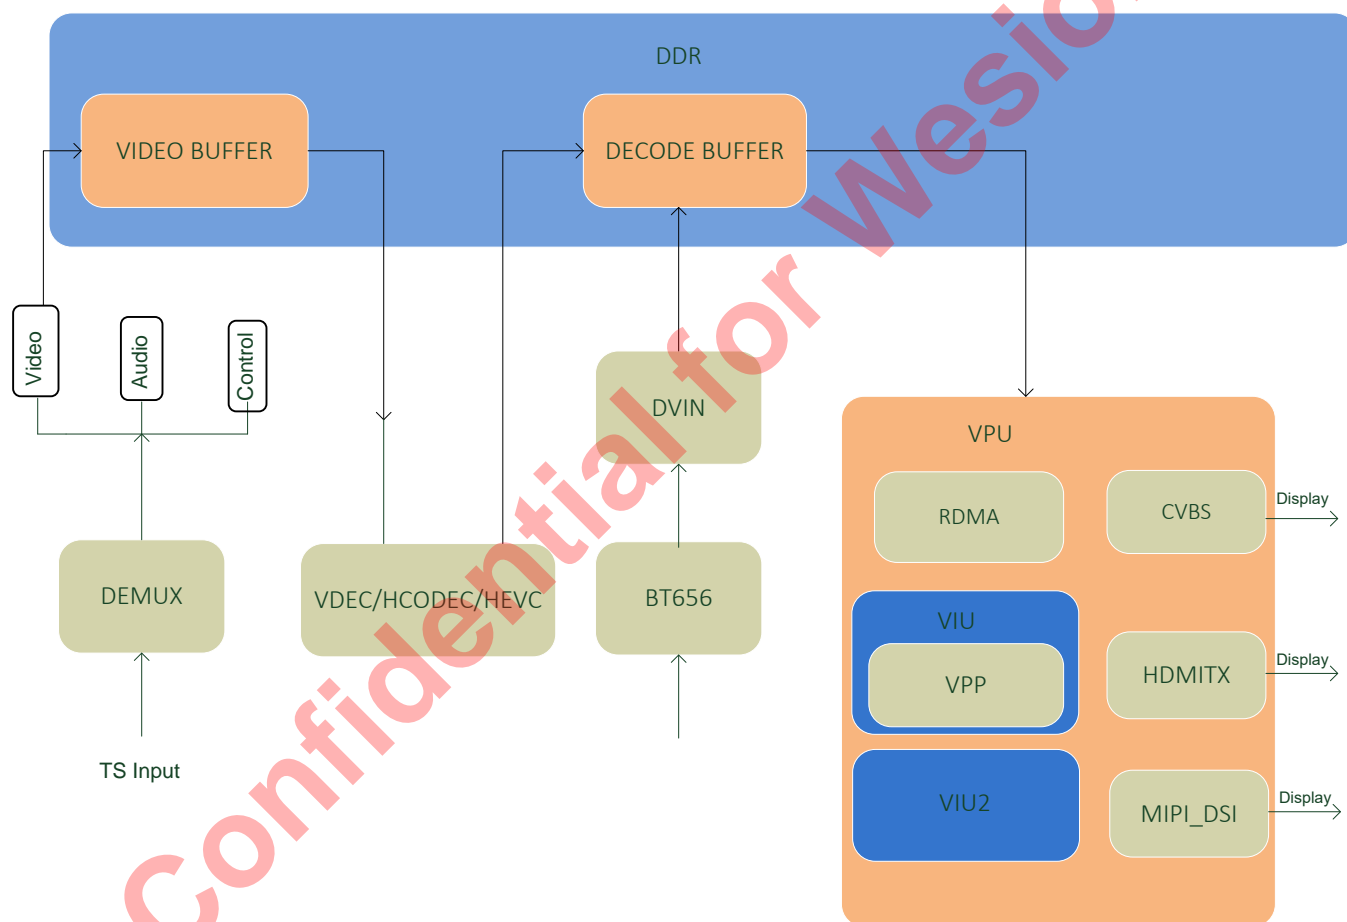 DDR
VIDEO BUFFER
DECODE BUFFER
Video
Audio
Control
DVIN
VPU
RDMA
CVBS
Display
DEMUX
VDEC/HCODEC/HEVC
BT656
VIU
VPP
HDMITX
Display
TS Input
VIU2
MIPI_DSI
Display
Confidential for Wesion